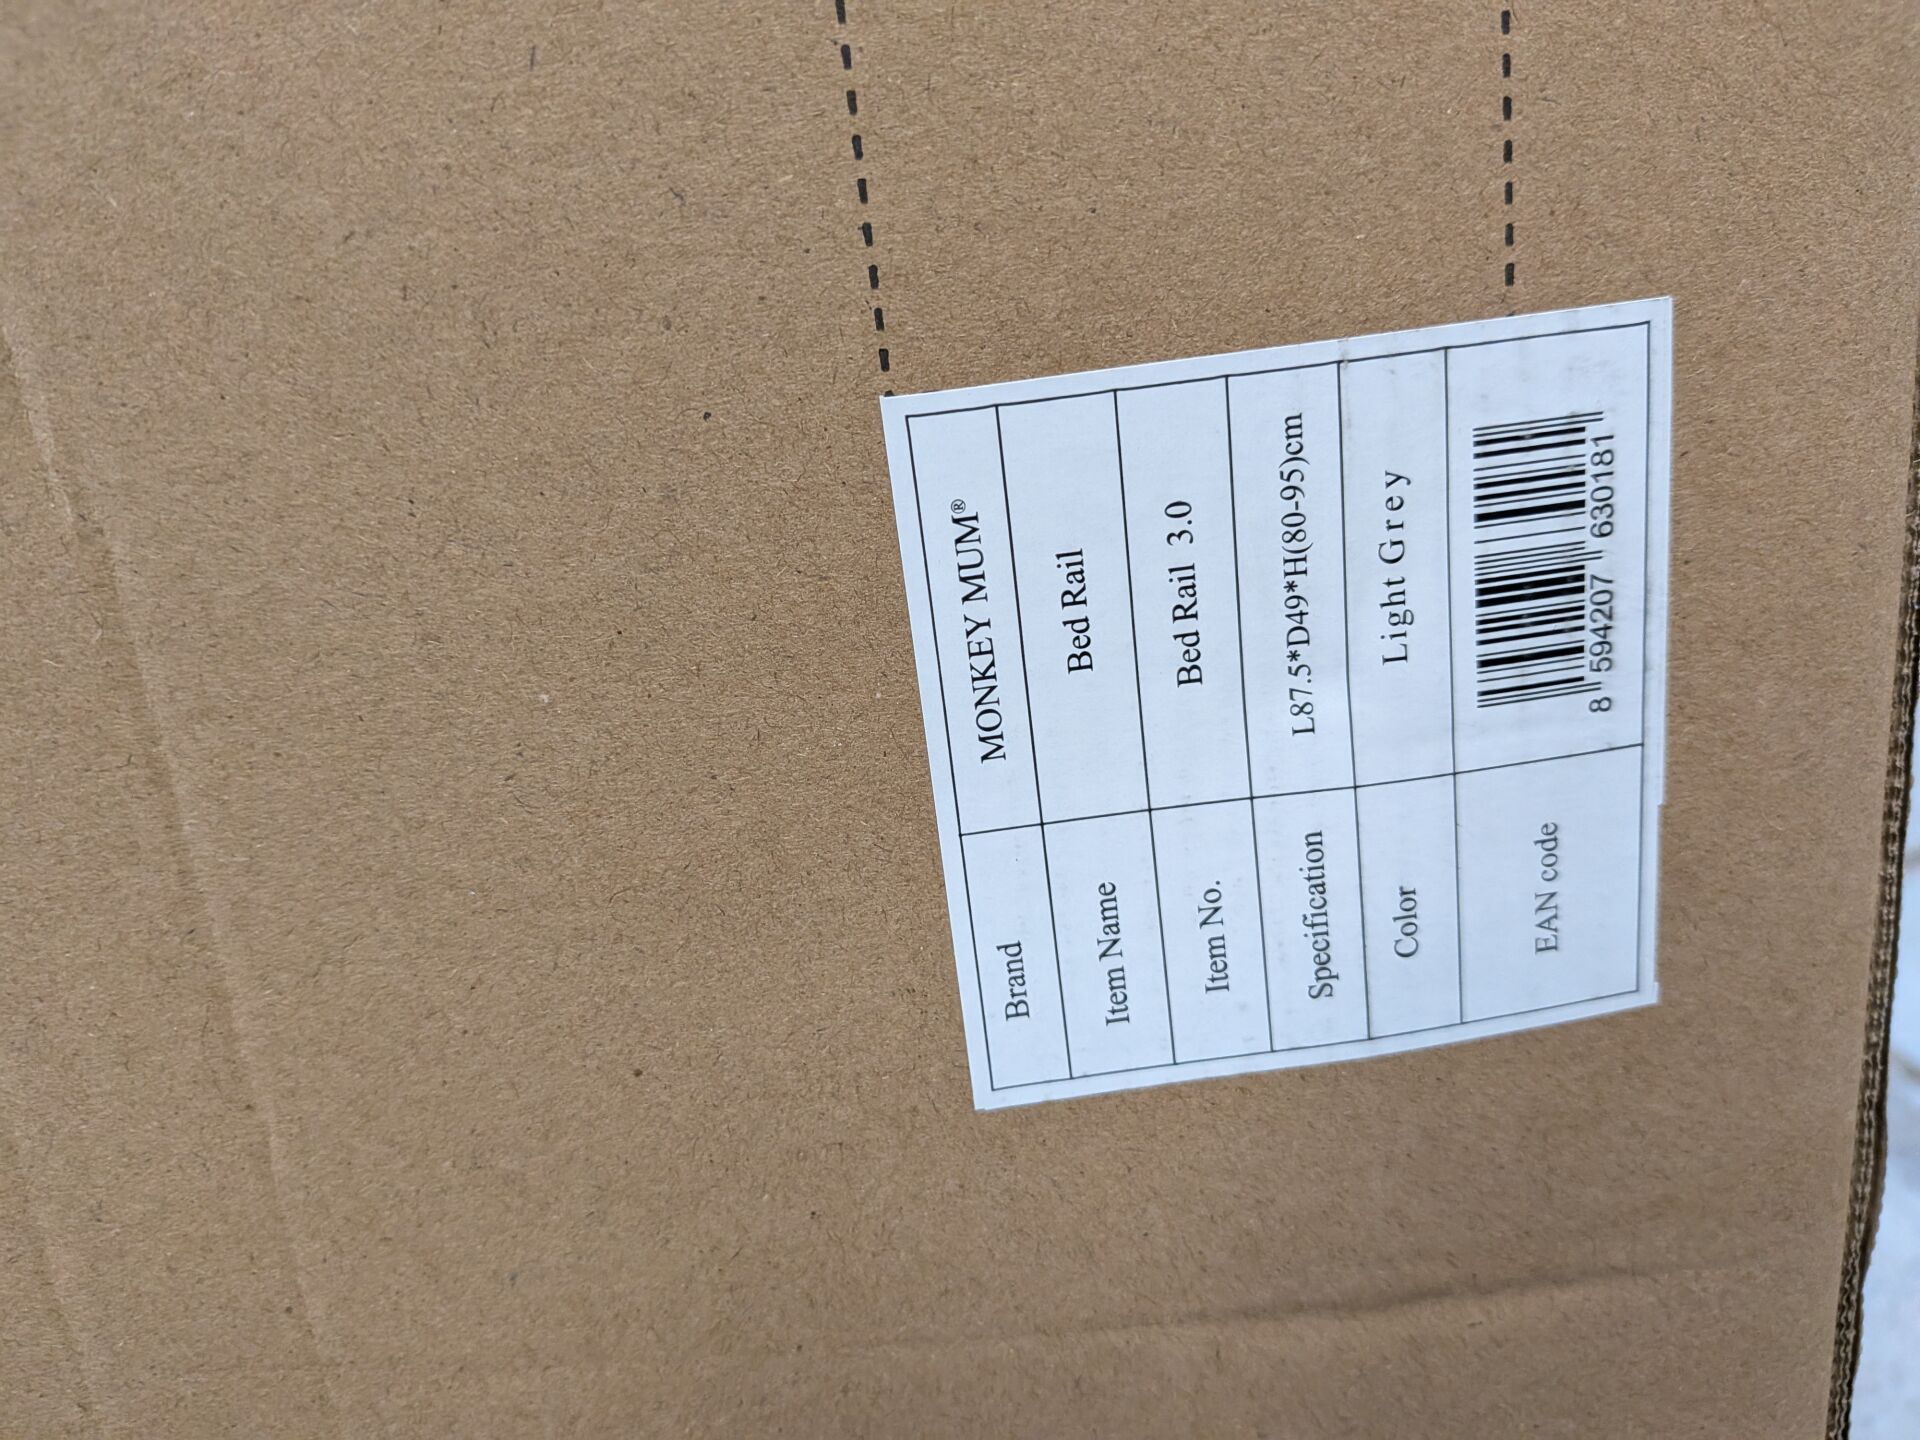 Brand MONKEY MUM®
Item Name Bed Rail
Item No. Bed Rail 3.0
Specification L87.5*D49*H(80-95)cm
Color Light Grey
EAN code 8 594207 630181